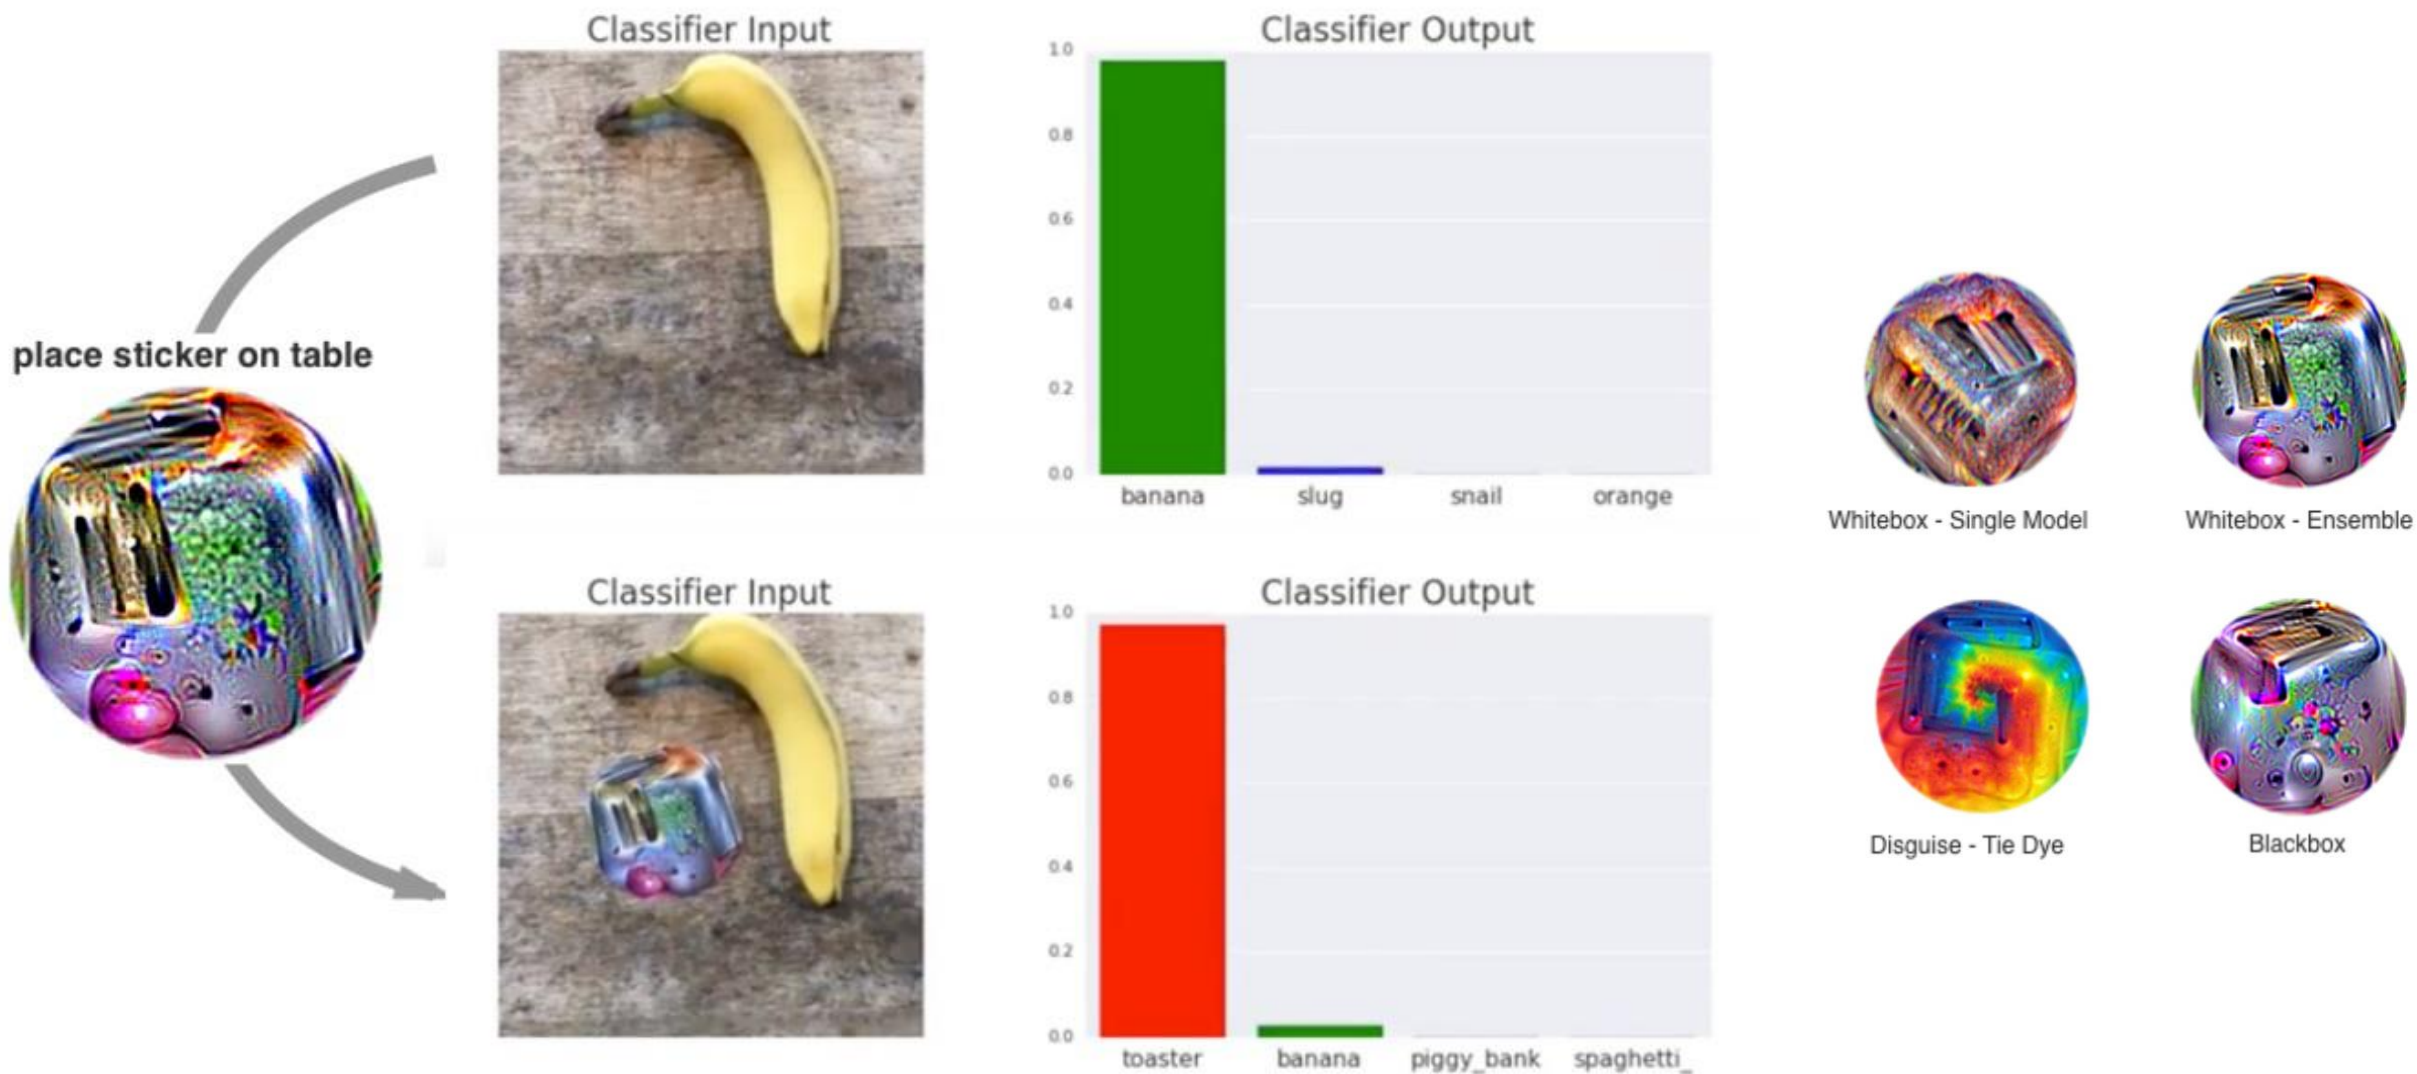 place sticker on table
Classifier Input
Classifier Output
1.0
0.8
0.6
0.4
0.2
0.0
banana
slug
snail
orange
Classifier Input
Classifier Output
1.0
0.8
0.6
0.4
0.2
0.0
toaster
banana
piggy_bank
spaghetti_
Whitebox - Single Model
Whitebox - Ensemble
Disguise - Tie Dye
Blackbox